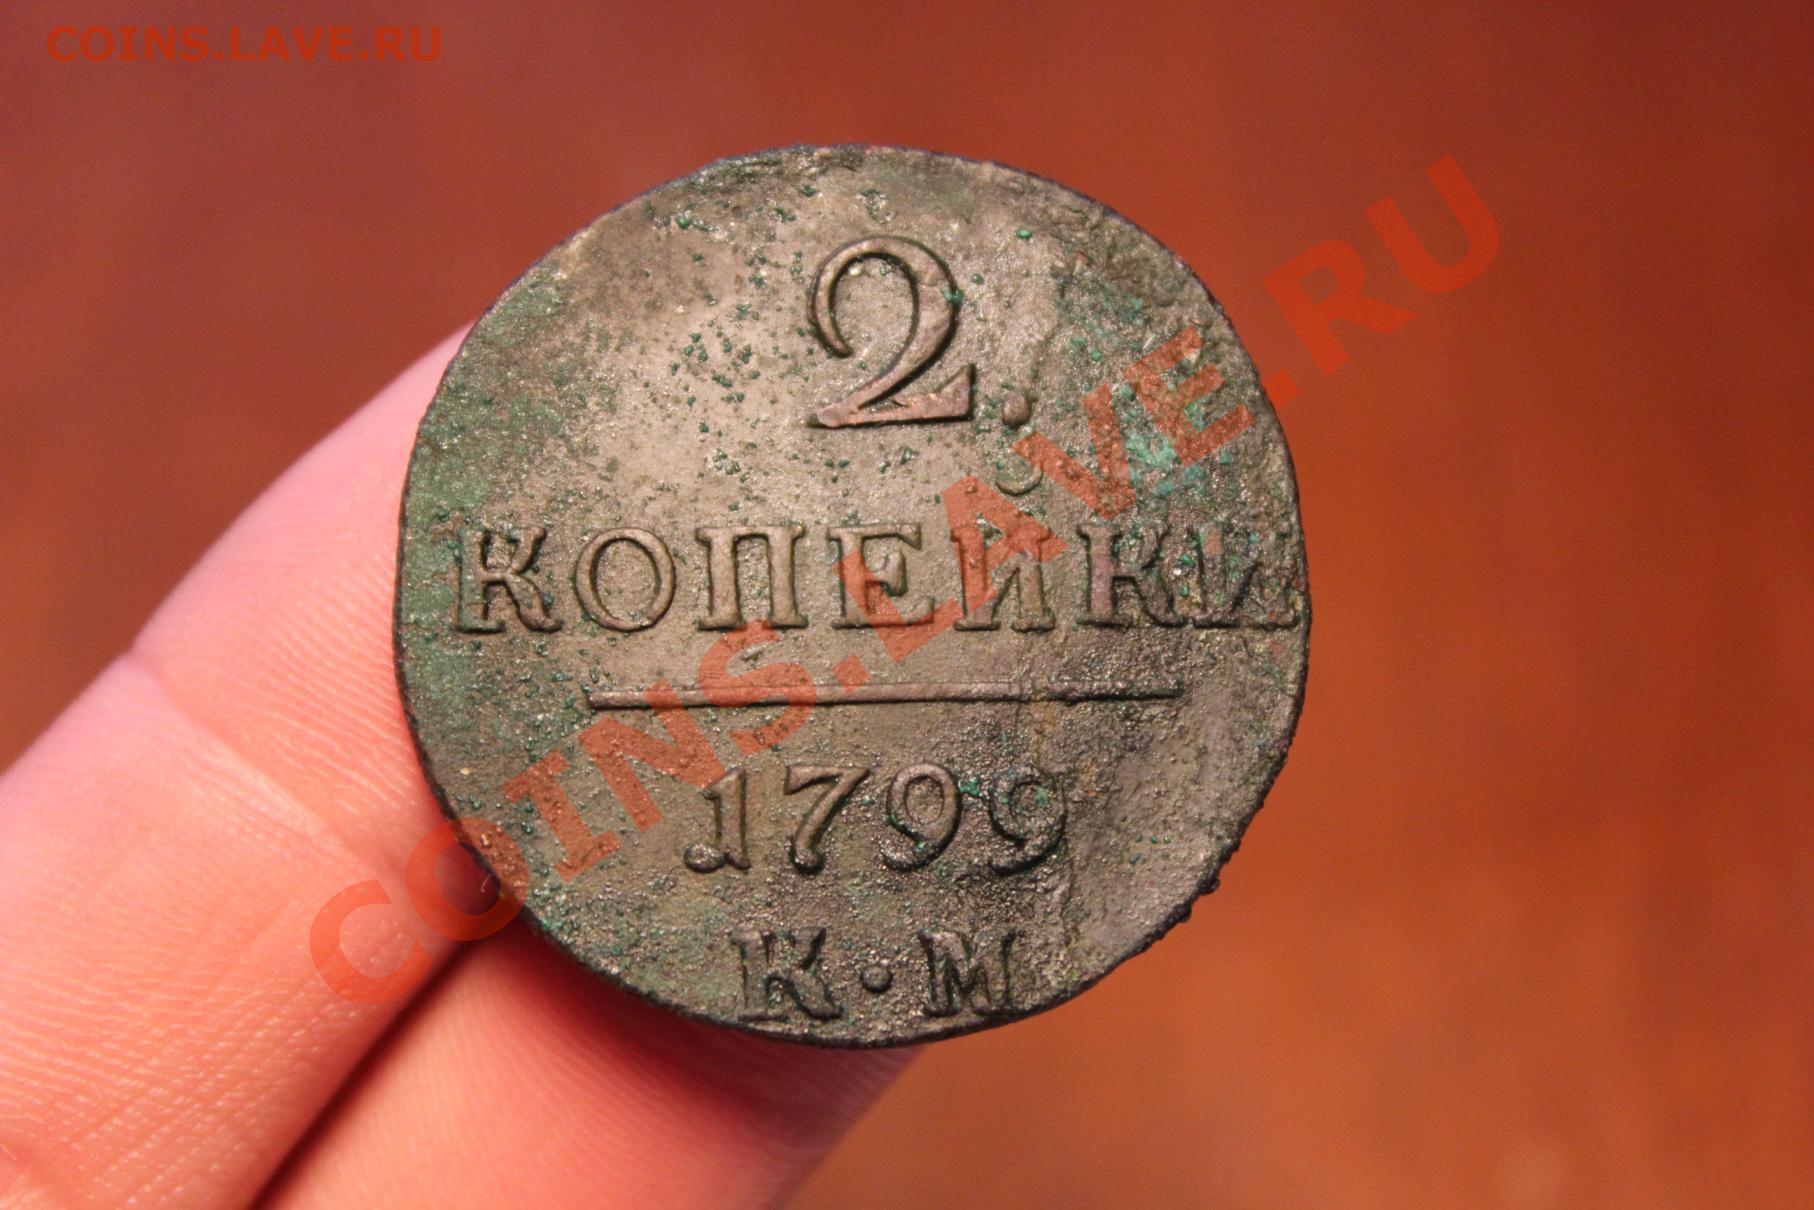 COINS.LAVE.RU
2.
КОПЕЙКИ
1799
К·М
COINS.LAVE.RU